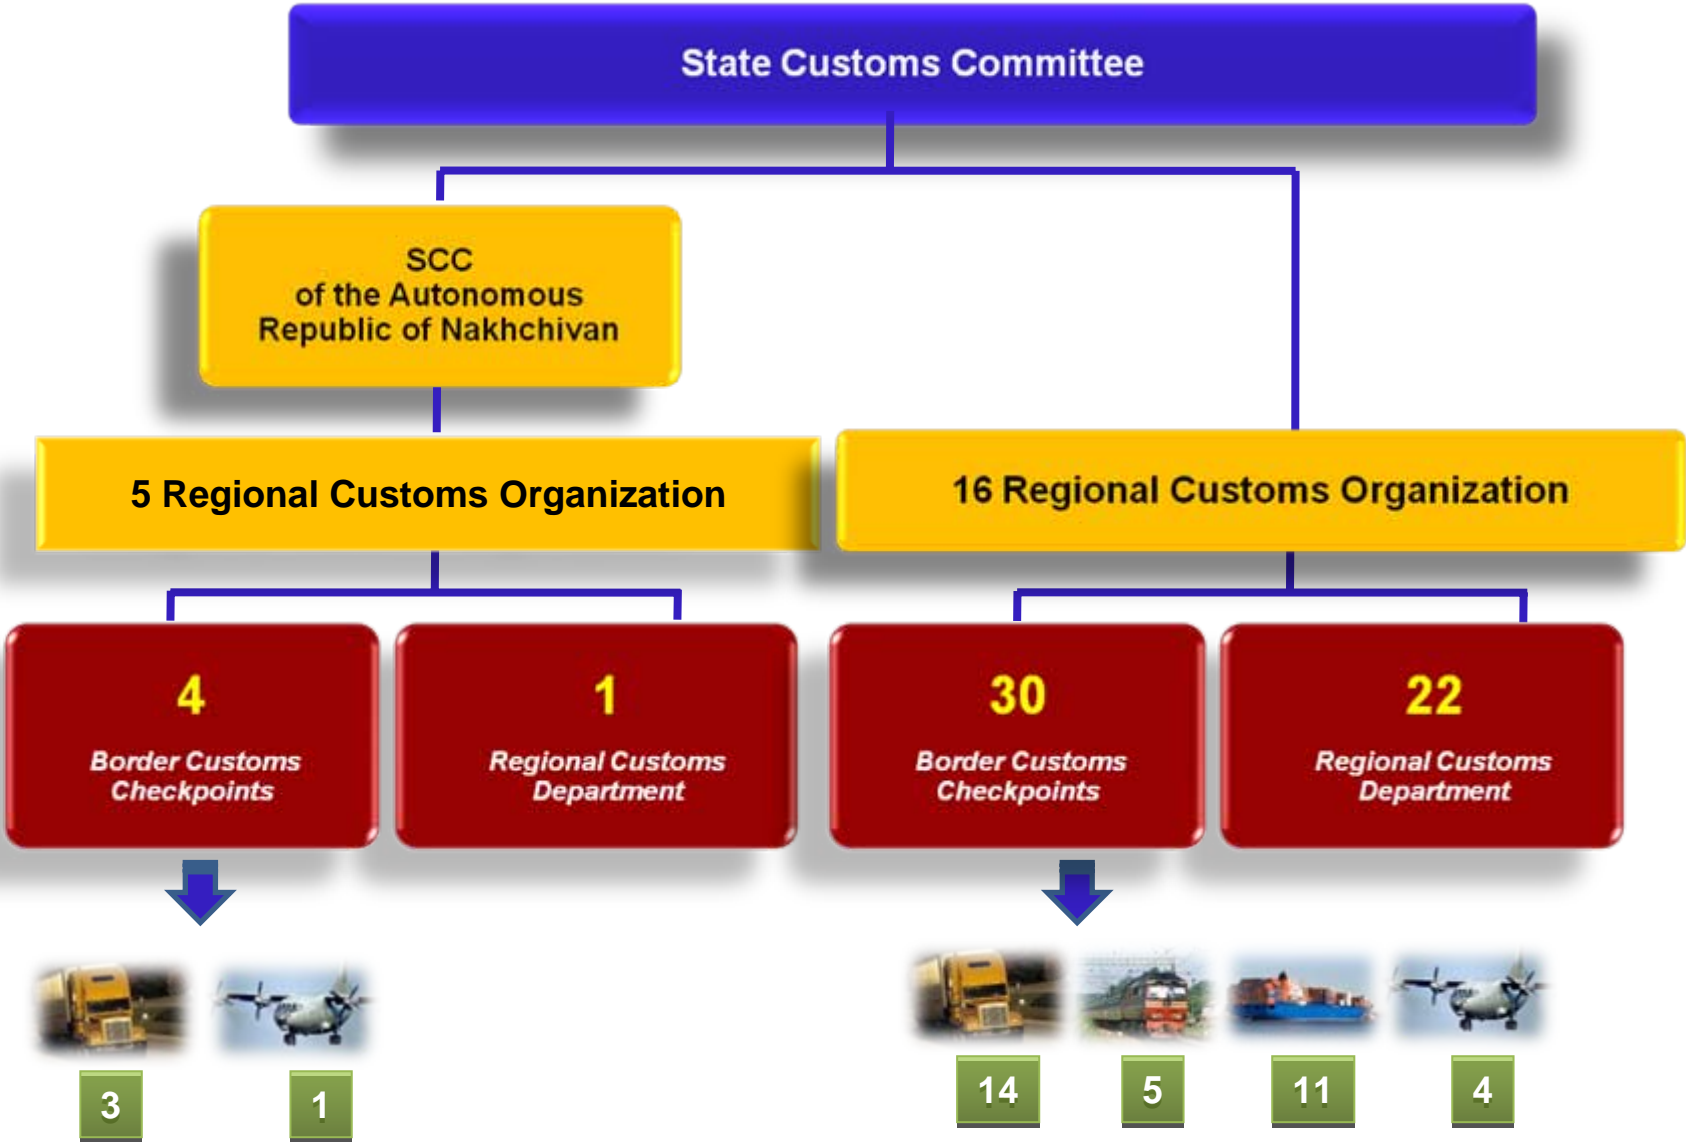 State Customs Committee
SCC
of the Autonomous
Republic of Nakhchivan
5 Regional Customs Organization
16 Regional Customs Organization
4
Border Customs
Checkpoints
1
Regional Customs
Department
30
Border Customs
Checkpoints
22
Regional Customs
Department
3
1
14
5
11
4